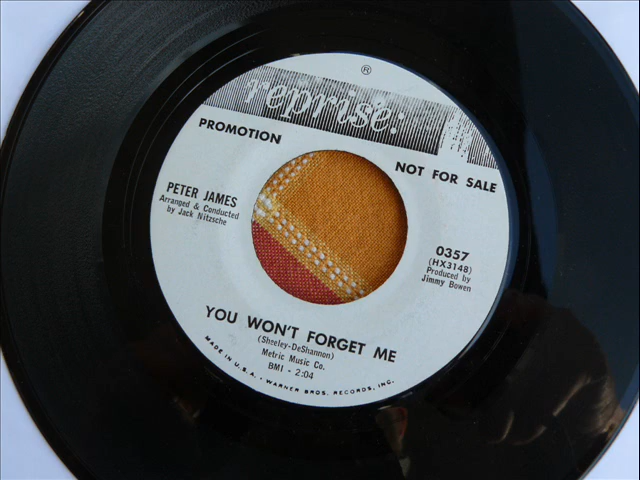 ®
reprise:
PROMOTION
NOT FOR SALE
PETER JAMES
Arranged & Conducted
by Jack Nitzsche
0357
(HX3148)
Produced by
Jimmy Bowen
YOU WON'T FORGET ME
(Sheeley-DeShannon)
Metric Music Co.
BMI - 2:04
MADE IN U.S.A. . WARNER BROS. RECORDS, INC.